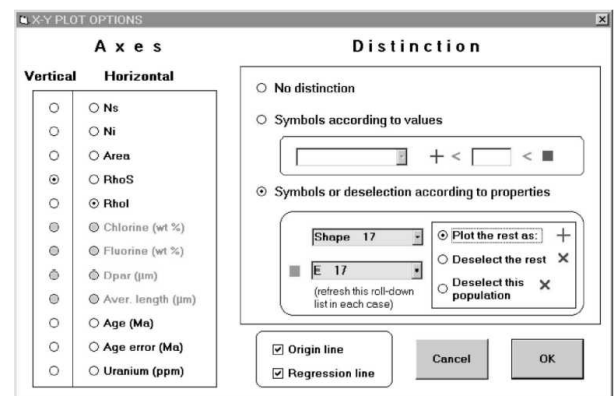 X-Y PLOT OPTIONS
Axes
Vertical Horizontal
Ns
Ni
Area
RhoS
RhoI
Chlorine (wt %)
Fluorine (wt %)
Dpar (µm)
Aver. length (µm)
Age (Ma)
Age error (Ma)
Uranium (ppm)
Distinction
No distinction
Symbols according to values
+ < < ■
Symbols or deselection according to properties
Shape 17
E 17
(refresh this roll-down
list in each case)
Plot the rest as: +
Deselect the rest ×
Deselect this ×
population
Origin line
Regression line
Cancel
OK